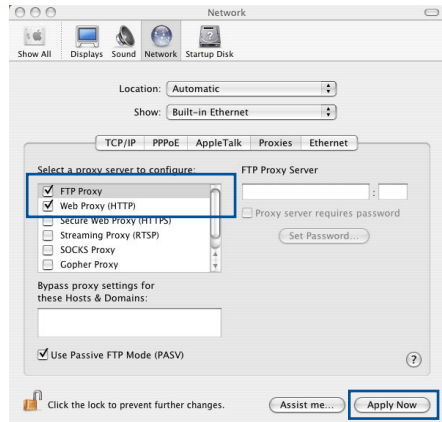 Network
Show All Displays Sound Network Startup Disk
Location: Automatic
Show: Built-in Ethernet
TCP/IP PPPoE AppleTalk Proxies Ethernet
Select a proxy server to configure:
FTP Proxy
Web Proxy (HTTP)
Secure Web Proxy (HTTPS)
Streaming Proxy (RTSP)
SOCKS Proxy
Gopher Proxy
FTP Proxy Server
:
Proxy server requires password
Set Password...
Bypass proxy settings for
these Hosts & Domains:
Use Passive FTP Mode (PASV)
?
Click the lock to prevent further changes.
Assist me...
Apply Now